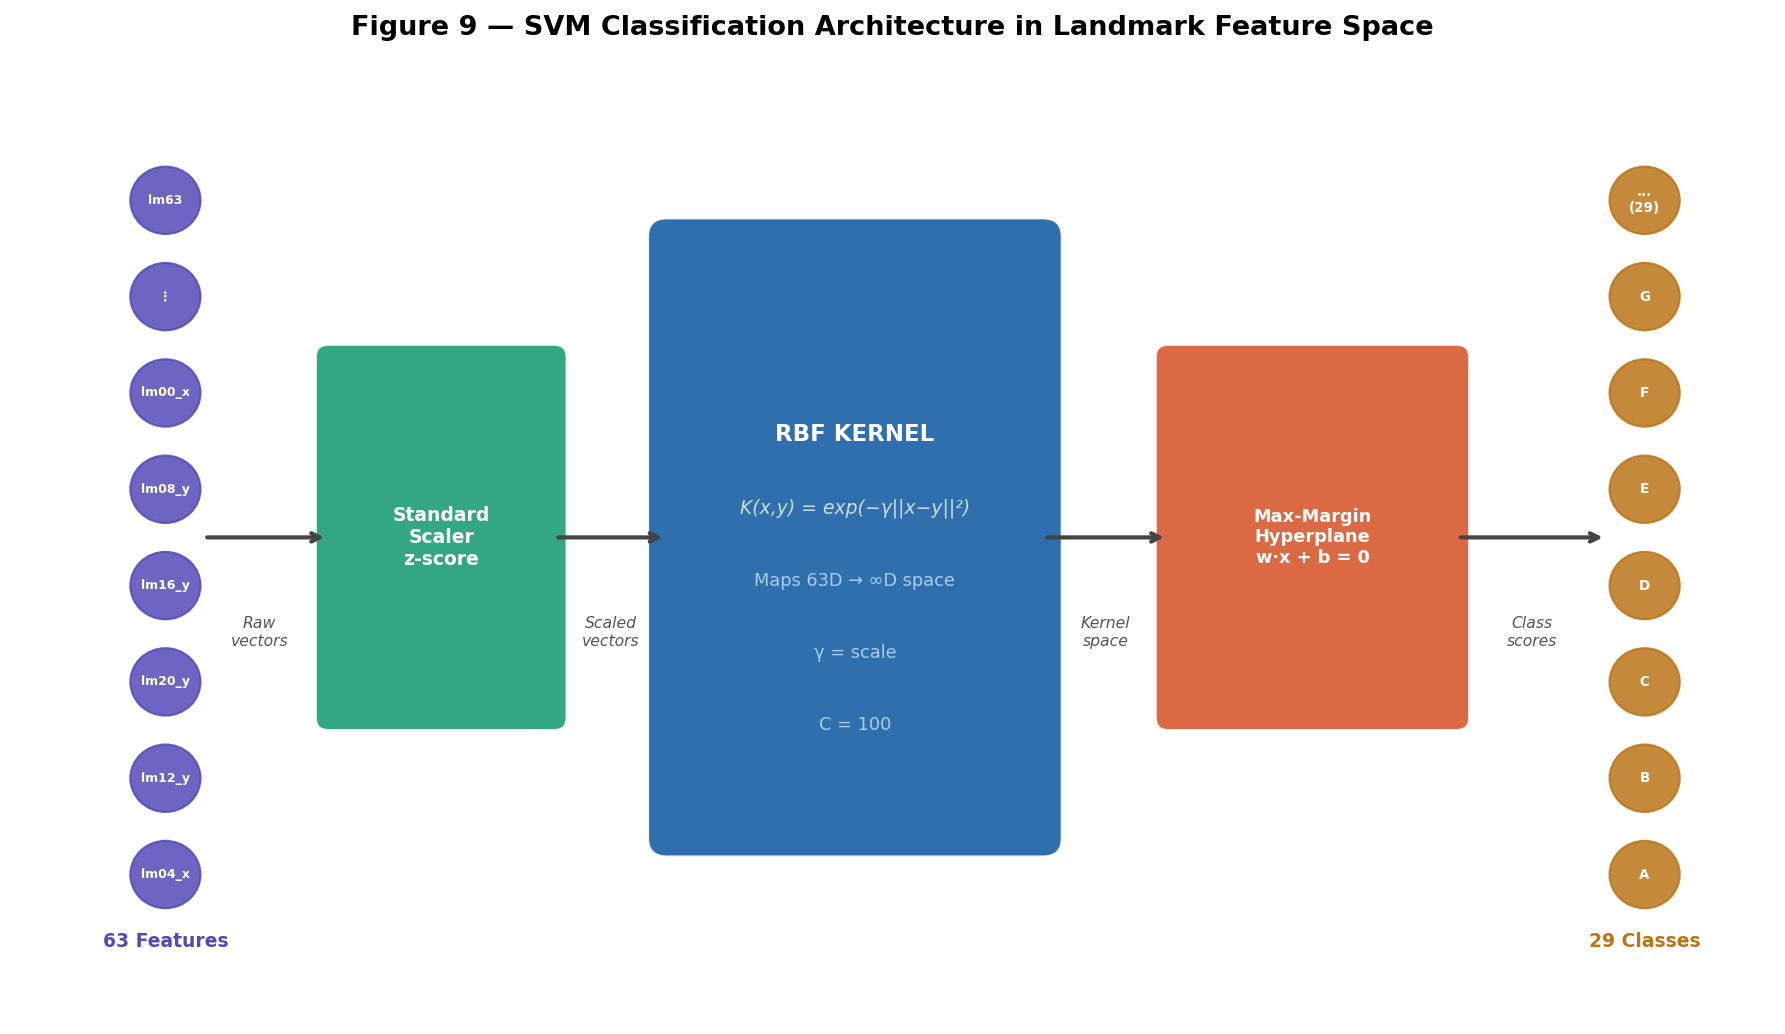 Figure 9 — SVM Classification Architecture in Landmark Feature Space
lm63
⋮
lm00_x
lm08_y
lm16_y
lm20_y
lm12_y
lm04_x
63 Features
Raw
vectors
Standard
Scaler
z-score
Scaled
vectors
RBF KERNEL
K(x,y) = exp(−γ||x−y||²)
Maps 63D → ∞D space
γ = scale
C = 100
Kernel
space
Max-Margin
Hyperplane
w·x + b = 0
Class
scores
...
(29)
G
F
E
D
C
B
A
29 Classes